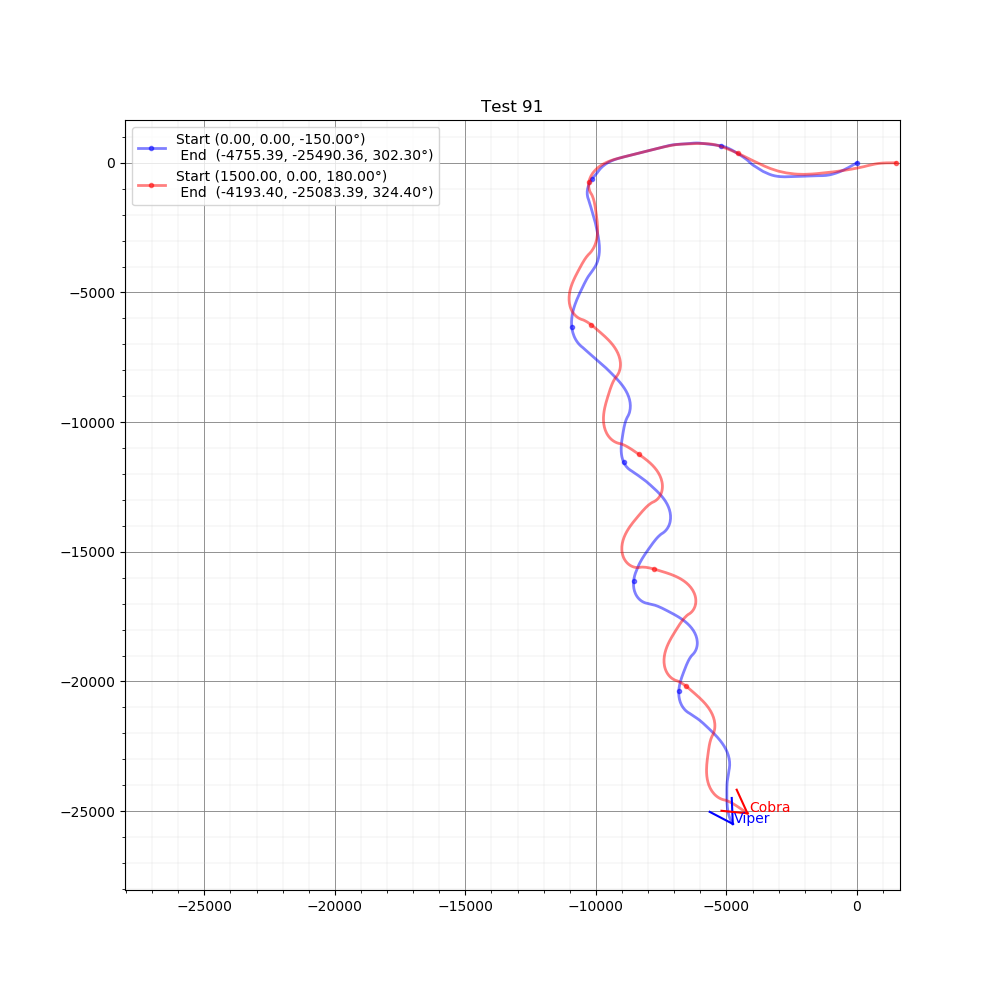 Test 91
Start (0.00, 0.00, -150.00°)
End  (-4755.39, -25490.36, 302.30°)
Start (1500.00, 0.00, 180.00°)
End  (-4193.40, -25083.39, 324.40°)
0
−5000
−10000
−15000
−20000
−25000
Cobra
Viper
−25000
−20000
−15000
−10000
−5000
0